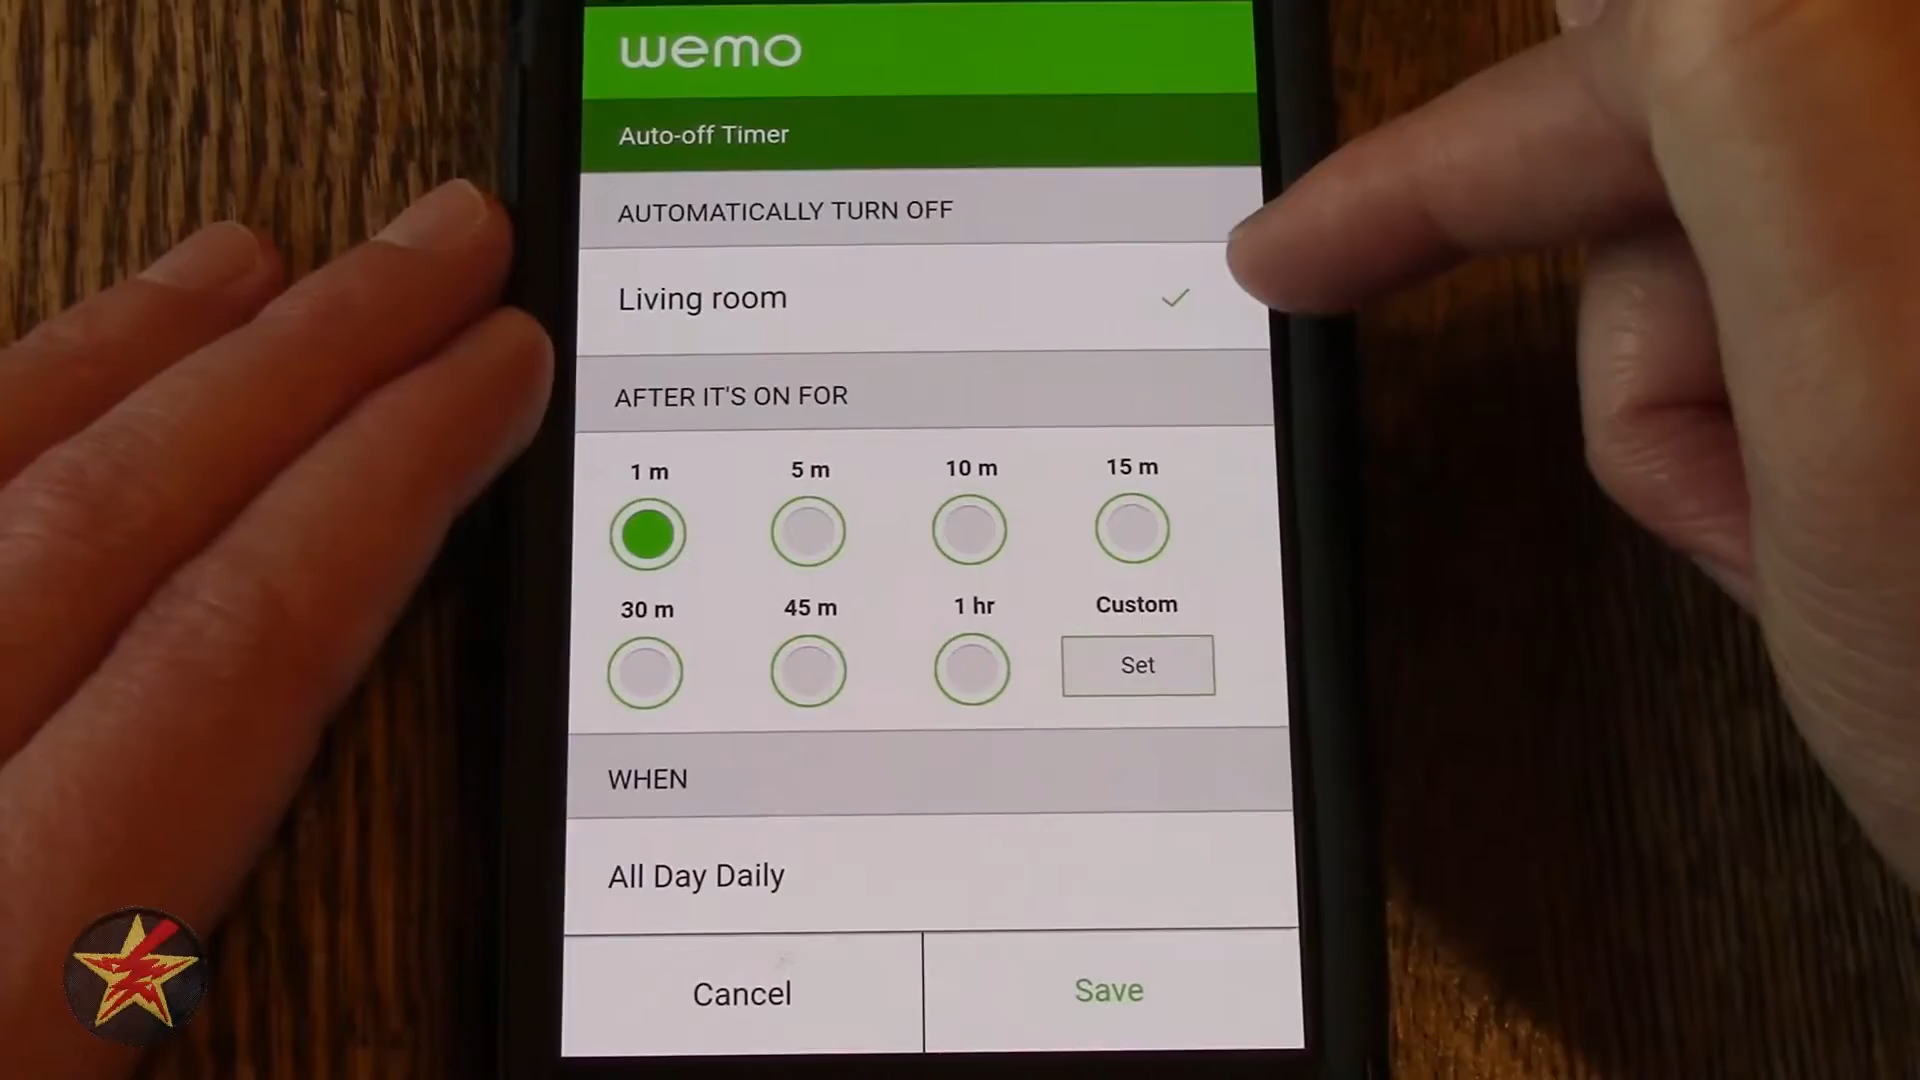 wemo
Auto-off Timer
AUTOMATICALLY TURN OFF
Living room
AFTER IT'S ON FOR
1 m 5 m 10 m 15 m
30 m 45 m 1 hr Custom
Set
WHEN
All Day Daily
Cancel Save